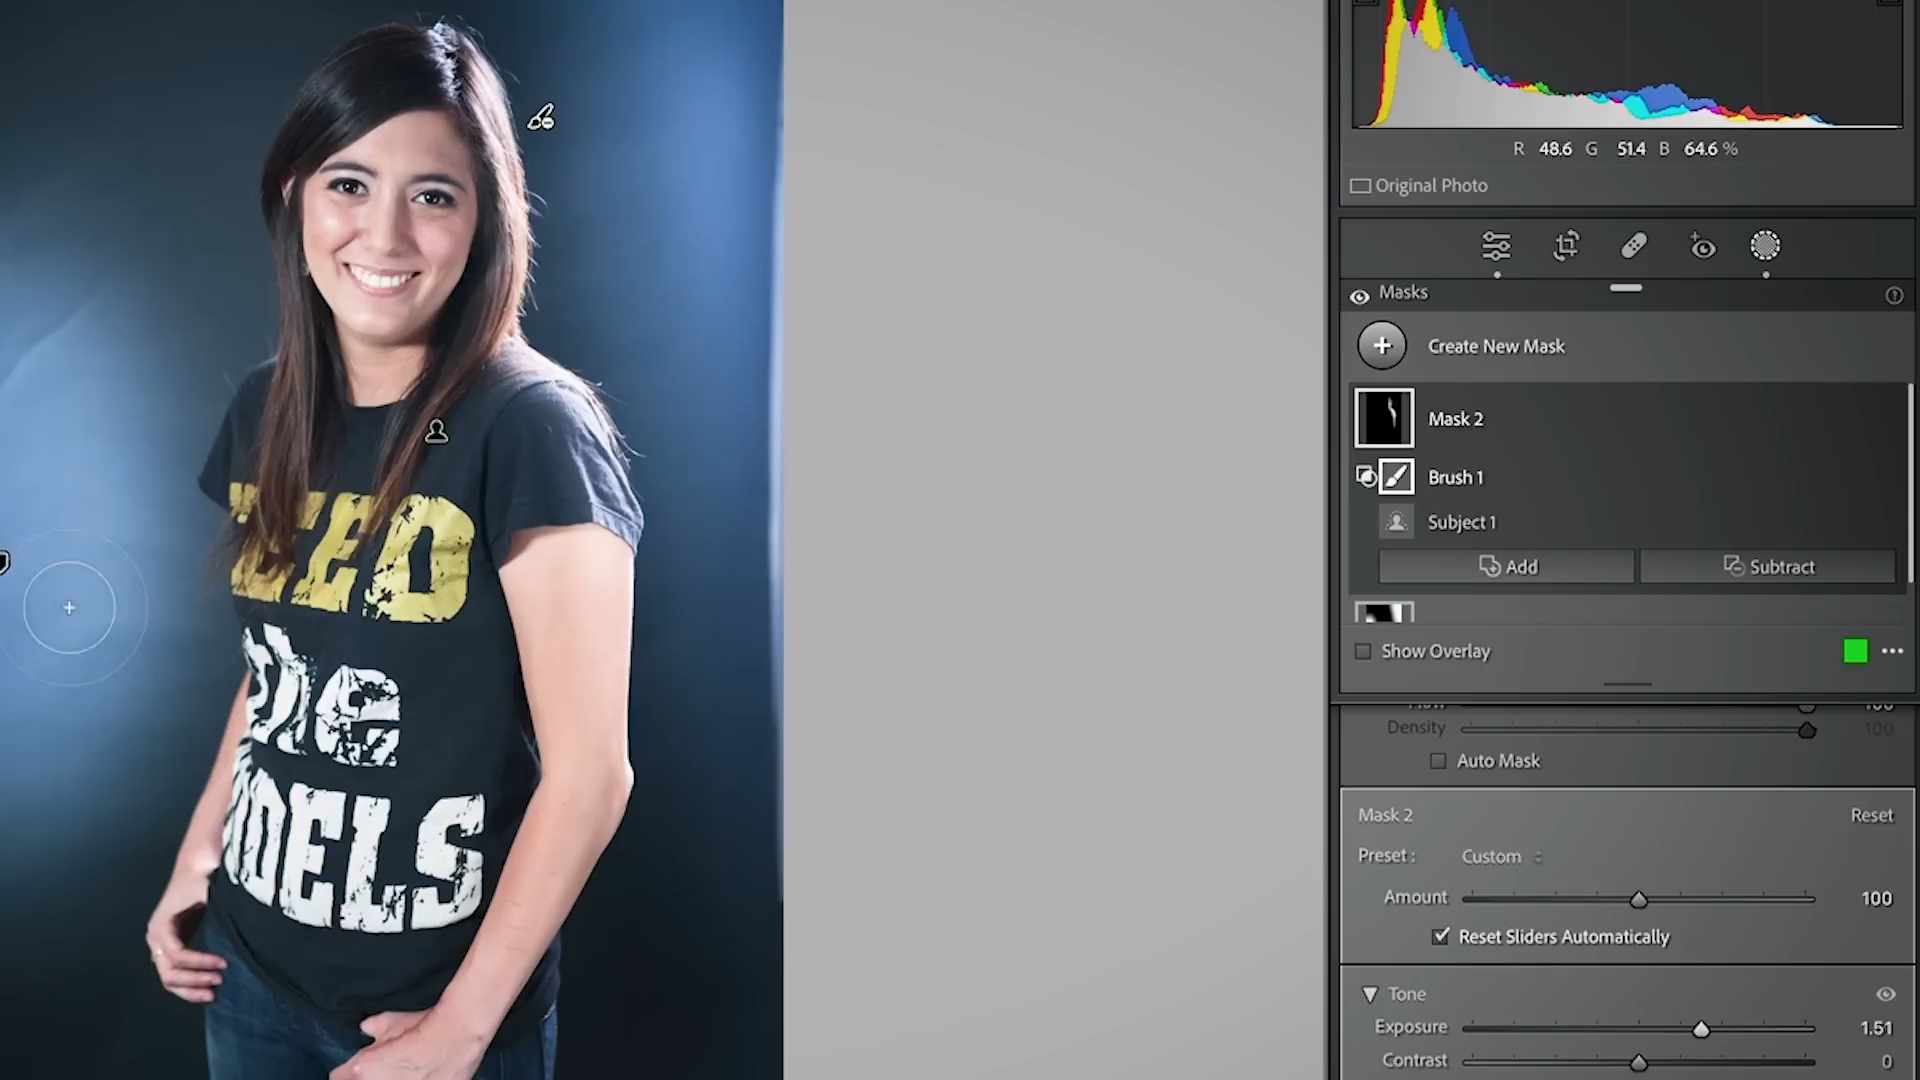 R 48.6 G 51.4 B 64.6 %
Original Photo
Masks
Create New Mask
Mask 2
Brush 1
Subject 1
Add
Subtract
Show Overlay
Density 100
Auto Mask
Mask 2
Reset
Preset : Custom
Amount 100
Reset Sliders Automatically
Tone
Exposure 1.51
Contrast 0
the